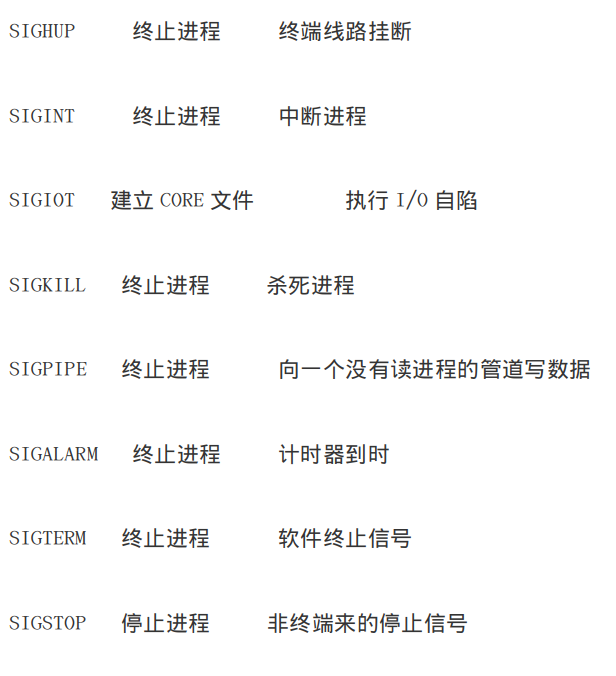 SIGHUP 终止进程 终端线路挂断
SIGINT 终止进程 中断进程
SIGIOT 建立 CORE 文件 执行 I/O 自陷
SIGKILL 终止进程 杀死进程
SIGPIPE 终止进程 向一个没有读进程的管道写数据
SIGALARM 终止进程 计时器到时
SIGTERM 终止进程 软件终止信号
SIGSTOP 停止进程 非终端来的停止信号